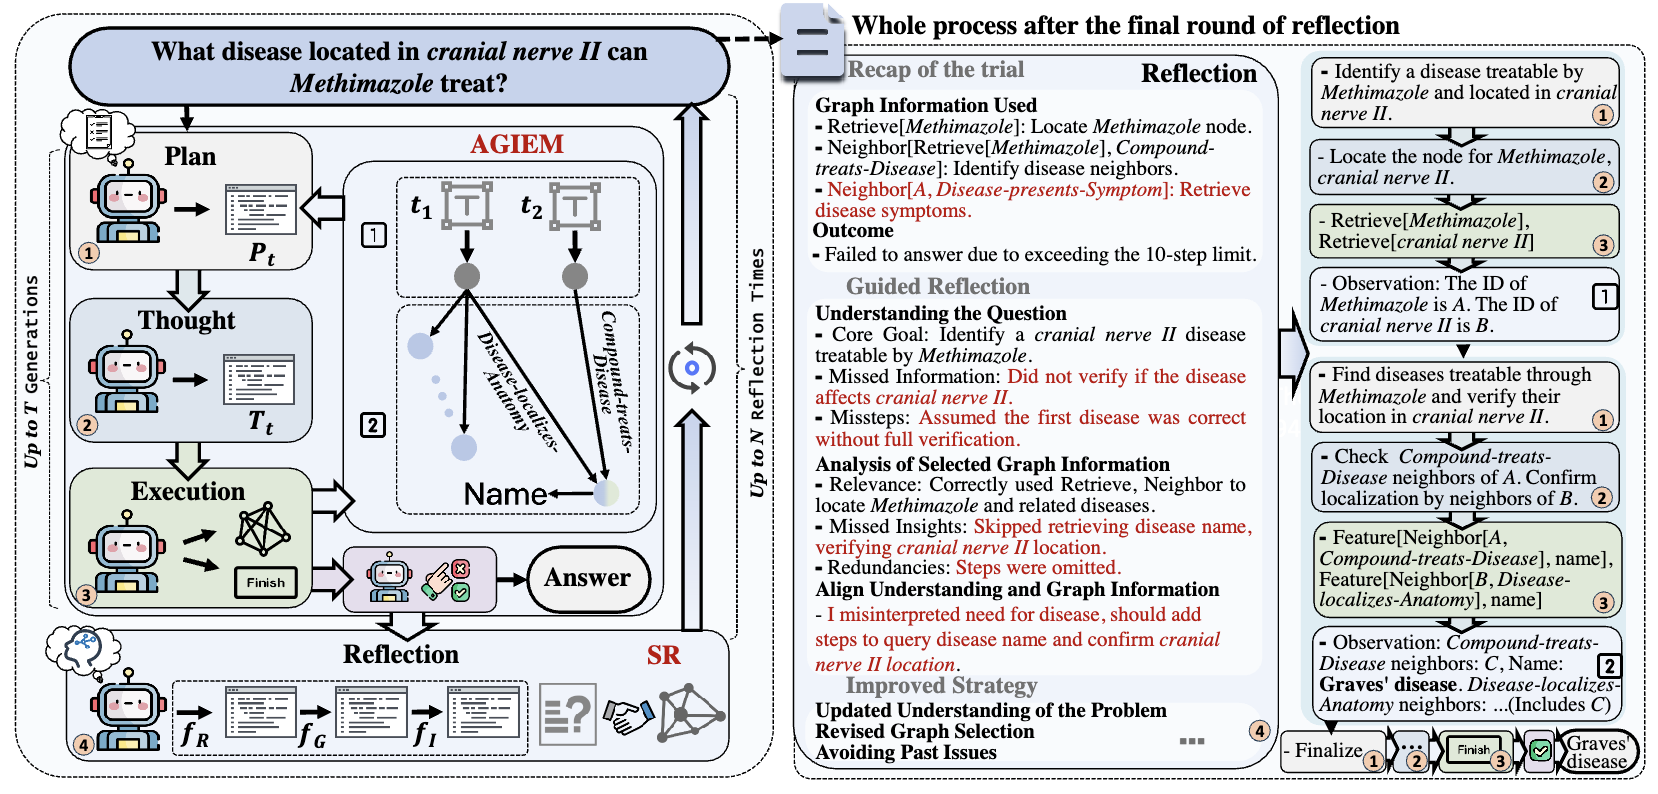 What disease located in cranial nerve II can
Methimazole treat?
Up to T Generations
Plan
P_t
1
Thought
T_t
2
Execution
Finish
3
AGIEM
t_1
T
t_2
T
1
2
Disease-localizes-
Anatomy
Compound-treats-
Disease
Name
Answer
Up to N Reflection Times
Reflection
SR
f_R
f_G
f_I
?
4
Whole process after the final round of reflection
Recap of the trial
Reflection
Graph Information Used
- Retrieve[Methimazole]: Locate Methimazole node.
- Neighbor[Retrieve[Methimazole], Compound-
treats-Disease]: Identify disease neighbors.
- Neighbor[A, Disease-presents-Symptom]: Retrieve
disease symptoms.
Outcome
- Failed to answer due to exceeding the 10-step limit.
Guided Reflection
Understanding the Question
- Core Goal: Identify a cranial nerve II disease
treatable by Methimazole.
- Missed Information: Did not verify if the disease
affects cranial nerve II.
- Missteps: Assumed the first disease was correct
without full verification.
Analysis of Selected Graph Information
- Relevance: Correctly used Retrieve, Neighbor to
locate Methimazole and related diseases.
- Missed Insights: Skipped retrieving disease name,
verifying cranial nerve II location.
- Redundancies: Steps were omitted.
Align Understanding and Graph Information
- I misinterpreted need for disease, should add
steps to query disease name and confirm cranial
nerve II location.
Improved Strategy
Updated Understanding of the Problem
Revised Graph Selection
Avoiding Past Issues
...
4
- Identify a disease treatable by
Methimazole and located in cranial
nerve II.
1
- Locate the node for Methimazole,
cranial nerve II.
2
- Retrieve[Methimazole],
Retrieve[cranial nerve II]
3
- Observation: The ID of
Methimazole is A. The ID of
cranial nerve II is B.
1
- Find diseases treatable through
Methimazole and verify their
location in cranial nerve II.
1
- Check Compound-treats-
Disease neighbors of A. Confirm
localization by neighbors of B.
2
- Feature[Neighbor[A,
Compound-treats-Disease], name],
Feature[Neighbor[B, Disease-
localizes-Anatomy], name]
3
- Observation: Compound-treats-
Disease neighbors: C, Name:
Graves' disease. Disease-localizes-
Anatomy neighbors: ...(Includes C)
2
- Finalize
1
...
2
Finish
3
Graves'
disease